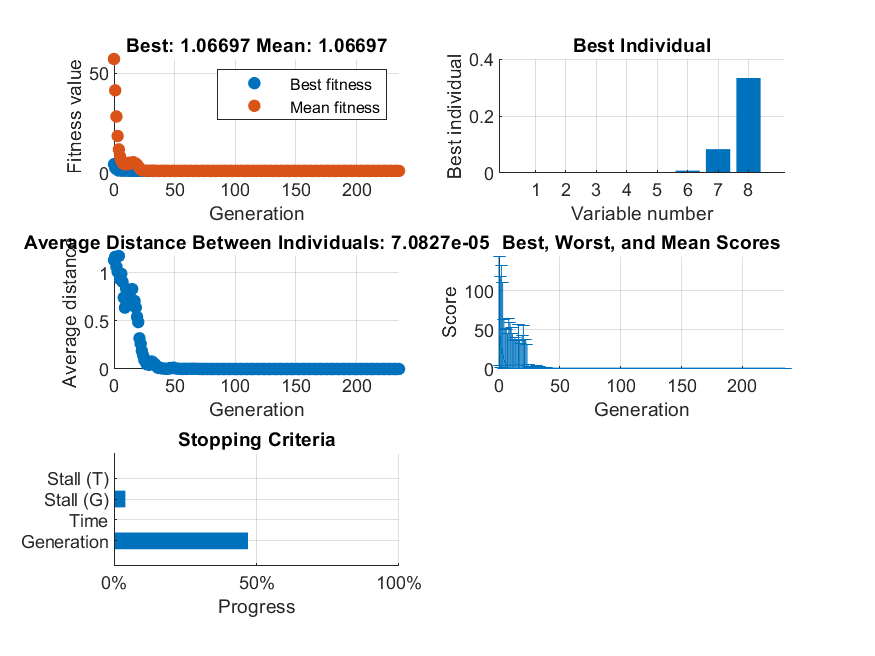 Best: 1.06697 Mean: 1.06697
Fitness value
50
0
Best fitness
Mean fitness
0 50 100 150 200
Generation
Best Individual
Best individual
0.4
0.2
0
1 2 3 4 5 6 7 8
Variable number
Average Distance Between Individuals: 7.0827e-05
Average distance
1
0.5
0
0 50 100 150 200
Generation
Best, Worst, and Mean Scores
Score
100
50
0
0 50 100 150 200
Generation
Stopping Criteria
Stall (T)
Stall (G)
Time
Generation
0% 50% 100%
Progress